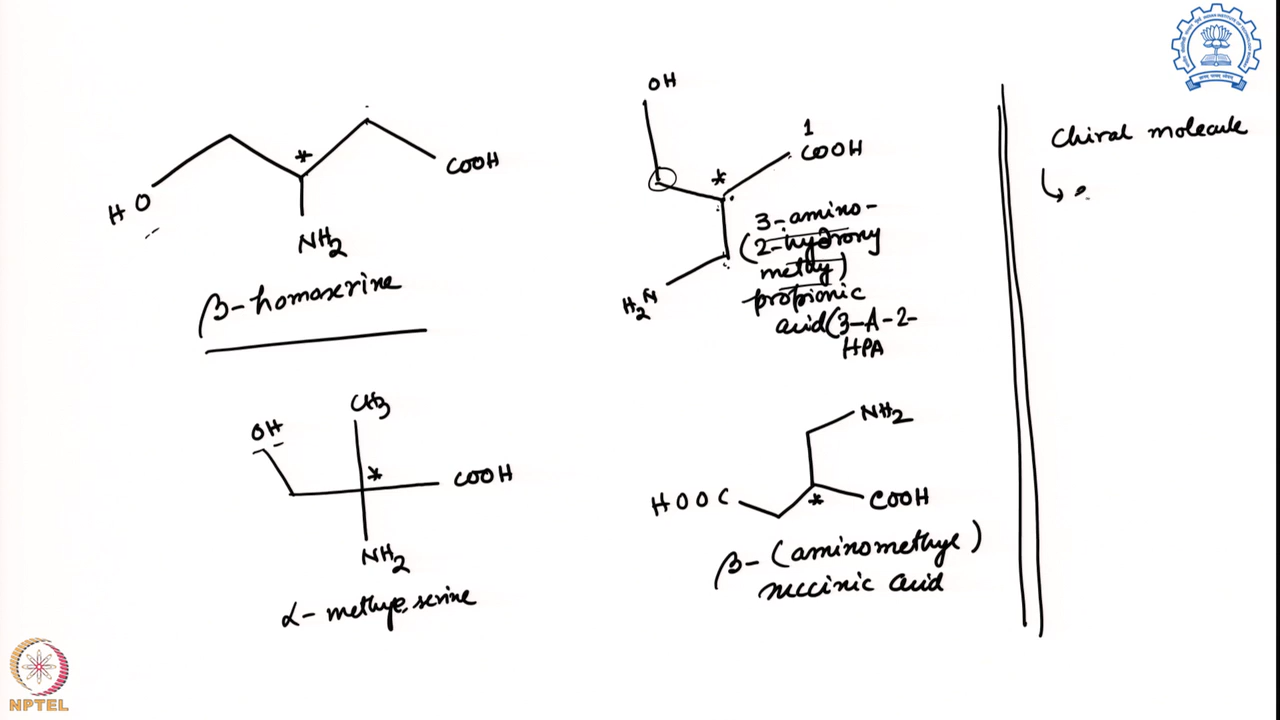 HO
*
COOH
NH2
β-homoserine
OH
1
COOH
*
H2N
3-amino-
(2-hydroxy
methy)
propionic
acid(3-A-2-
HPA
Chiral molecule
CH3
OH
*
COOH
NH2
α-methyl serine
NH2
HOOC
*
COOH
β-(aminomethyl)
succinic acid
NPTEL